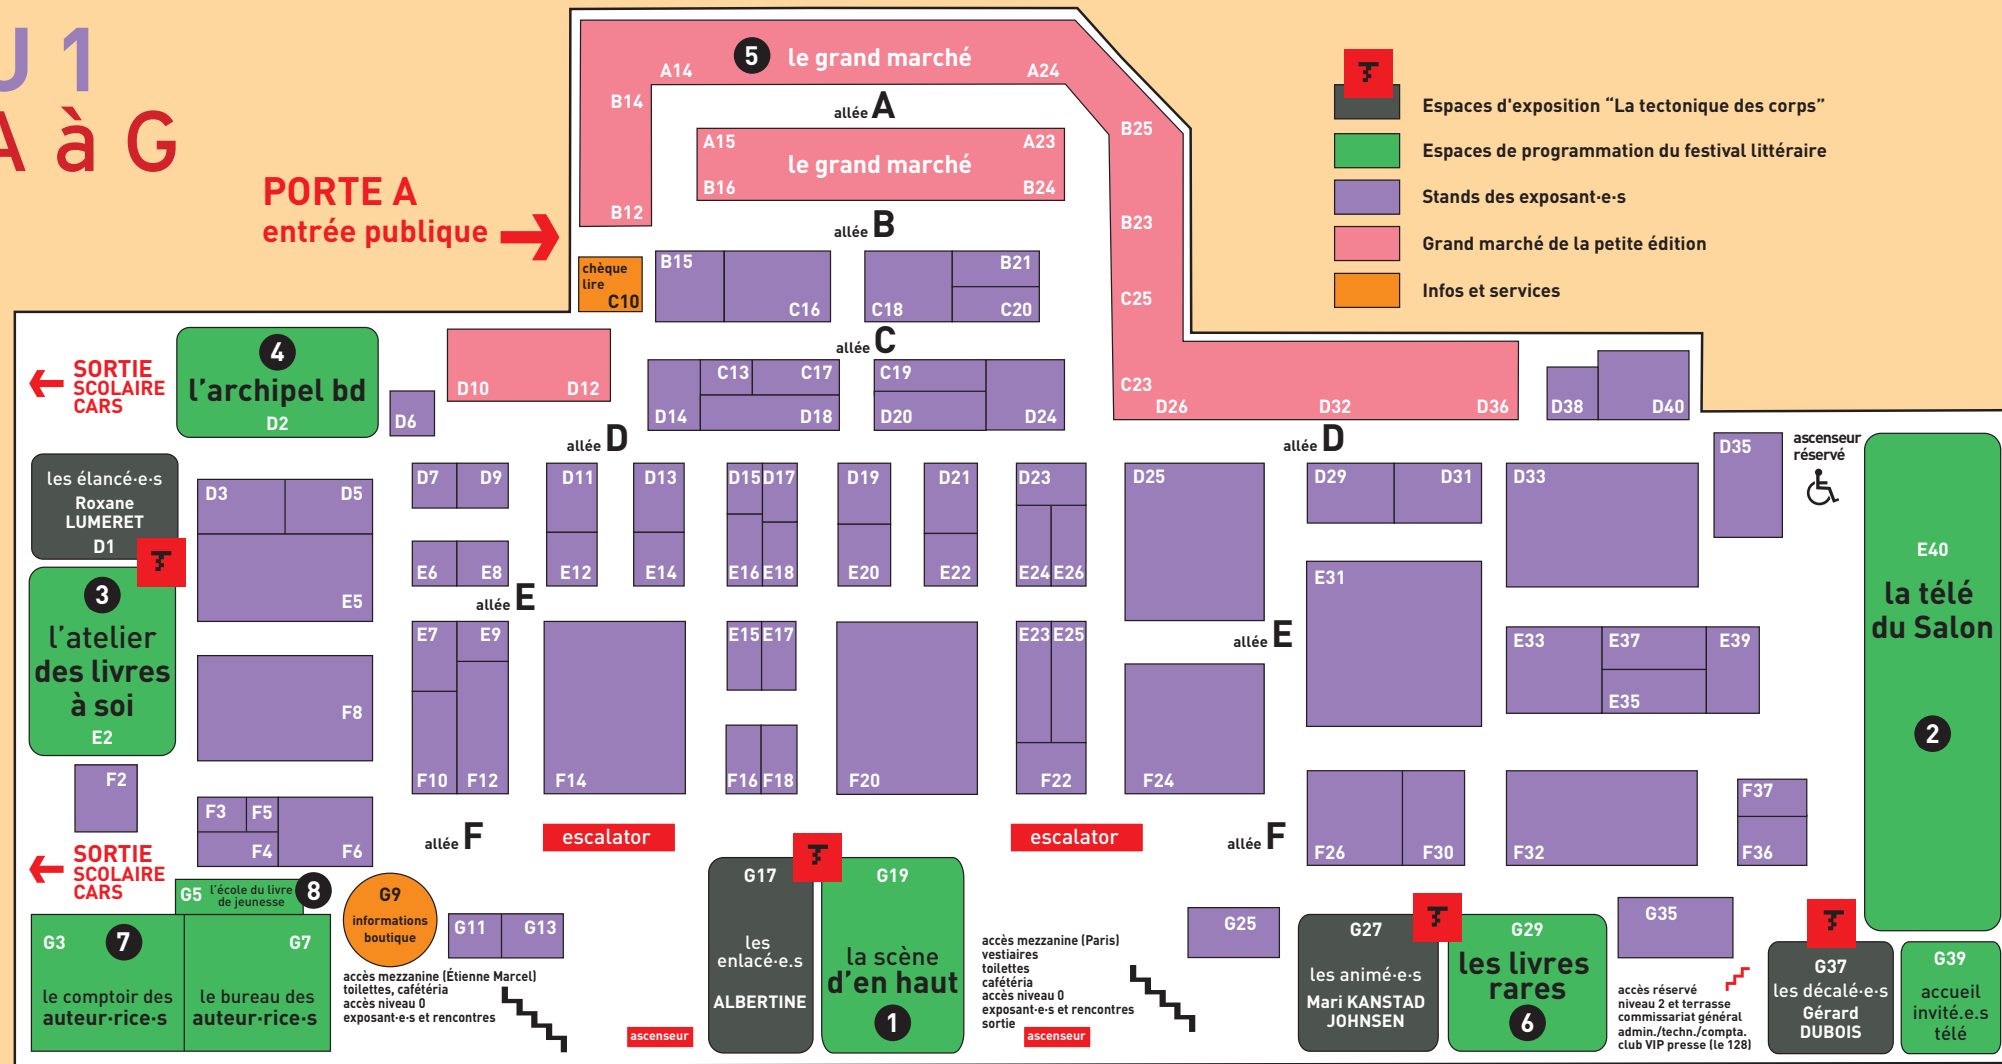 U 1
A à G
PORTE A
entrée publique
5
le grand marché
A14
A24
B14
allée A
B25
A15
A23
le grand marché
B16
B24
B12
allée B
B23
Espaces d'exposition “La tectonique des corps”
Espaces de programmation du festival littéraire
Stands des exposant·e·s
Grand marché de la petite édition
Infos et services
chèque
lire
C10
B15
C16
C18
B21
C20
C25
allée C
SORTIE
SCOLAIRE
CARS
4
l'archipel bd
D2
D6
D10
D12
C13
C17
D14
D18
C19
D20
D24
C23
D26
D32
D36
D38
D40
allée D
allée D
D35
ascenseur
réservé
les élancé·e·s
Roxane
LUMERET
D1
D3
D5
E5
D7
D9
D11
D13
D15
D17
D19
D21
D23
D25
D29
D31
D33
E6
E8
E12
E14
E16
E18
E20
E22
E24
E26
E31
E40
la télé
du Salon
2
3
l'atelier
des livres
à soi
E2
allée E
allée E
E7
E9
E15
E17
E23
E25
E33
E37
E39
E35
F8
F10
F12
F14
F16
F18
F20
F22
F24
F2
F3
F5
F4
F6
F26
F30
F32
F37
F36
allée F
escalator
escalator
allée F
SORTIE
SCOLAIRE
CARS
G5
l'école du livre
de jeunesse
8
G3
7
le comptoir des
auteur·rice·s
G7
le bureau des
auteur·rice·s
G9
informations
boutique
G11
G13
accès mezzanine (Étienne Marcel)
toilettes, cafétéria
accès niveau 0
exposant·e·s et rencontres
ascenseur
G17
les
enlacé·e.s
ALBERTINE
G19
la scène
d'en haut
1
accès mezzanine (Paris)
vestiaires
toilettes
cafétéria
accès niveau 0
exposant·e·s et rencontres
sortie
ascenseur
G25
G27
les animé·e·s
Mari KANSTAD
JOHNSEN
G29
les livres
rares
6
G35
accès réservé
niveau 2 et terrasse
commissariat général
admin./techn./compta.
club VIP presse (le 128)
G37
les décalé·e·s
Gérard
DUBOIS
G39
accueil
invité.e.s
télé